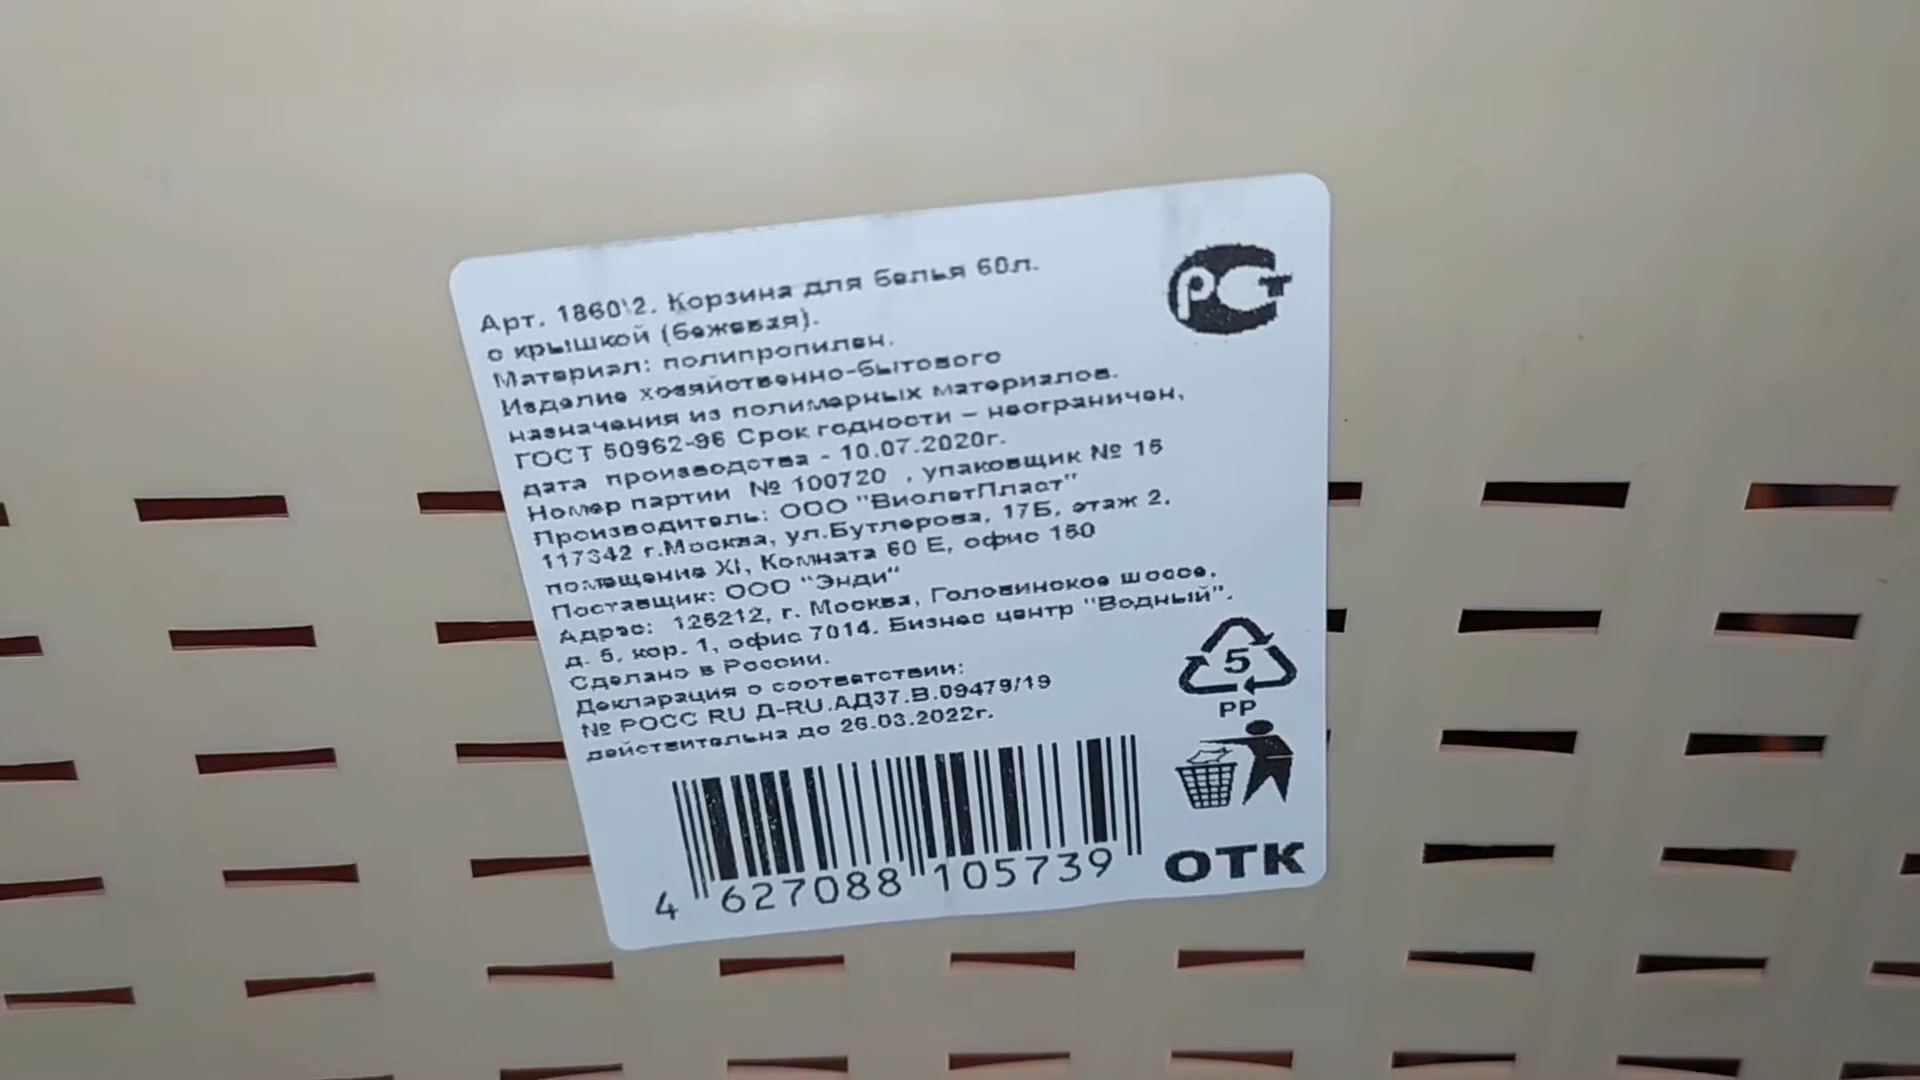 Арт. 1860\2. Корзина для белья 60л.
с крышкой (бежевая).
Материал: полипропилен.
Изделие хозяйственно-бытового
назначения из полимерных материалов.
ГОСТ 50962-96 Срок годности – неограничен,
дата производства - 10.07.2020г.
Номер партии № 100720 , упаковщик № 15
Производитель: ООО "ВиолетПласт"
117342 г.Москва, ул.Бутлерова, 17Б, этаж 2,
помещение XI, Комната 60 Е, офис 150
Поставщик: ООО "Энди"
Адрес: 125212, г. Москва, Головинское шоссе,
д. 5, кор. 1, офис 7014. Бизнес центр "Водный".
Сделано в России.
Декларация о соответствии:
№ РОСС RU Д-RU.АД37.В.09479/19
действительна до 26.03.2022г.
4 627088 105739
РСТ
5
PP
ОТК